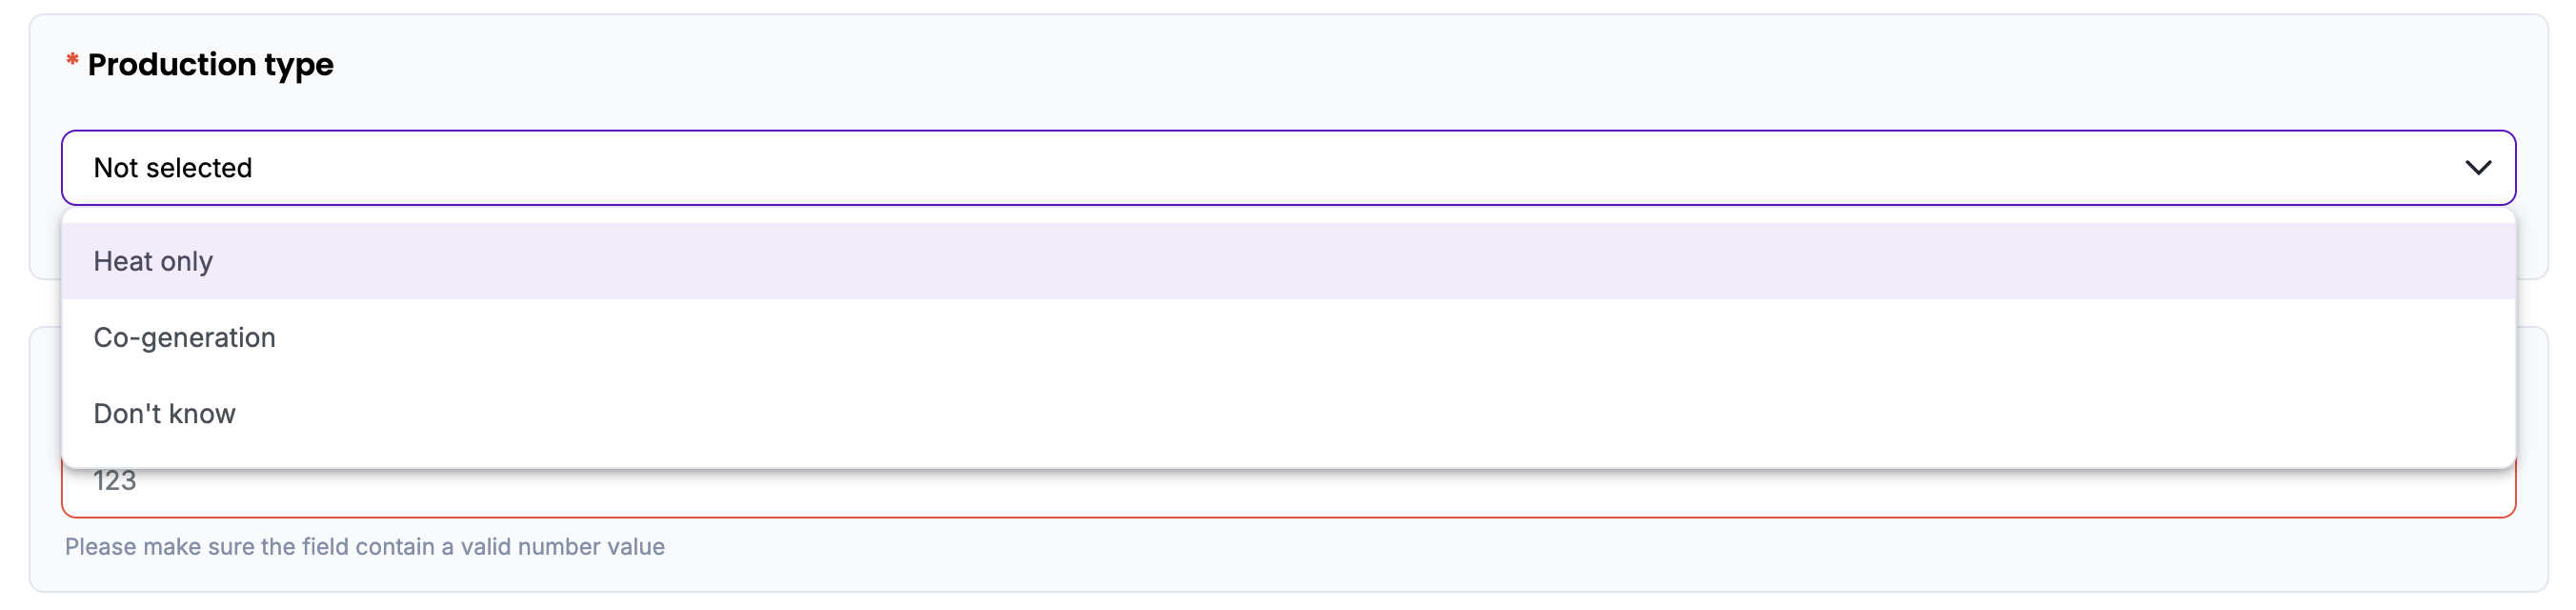 * Production type
Not selected
Heat only
Co-generation
Don't know
123
Please make sure the field contain a valid number value